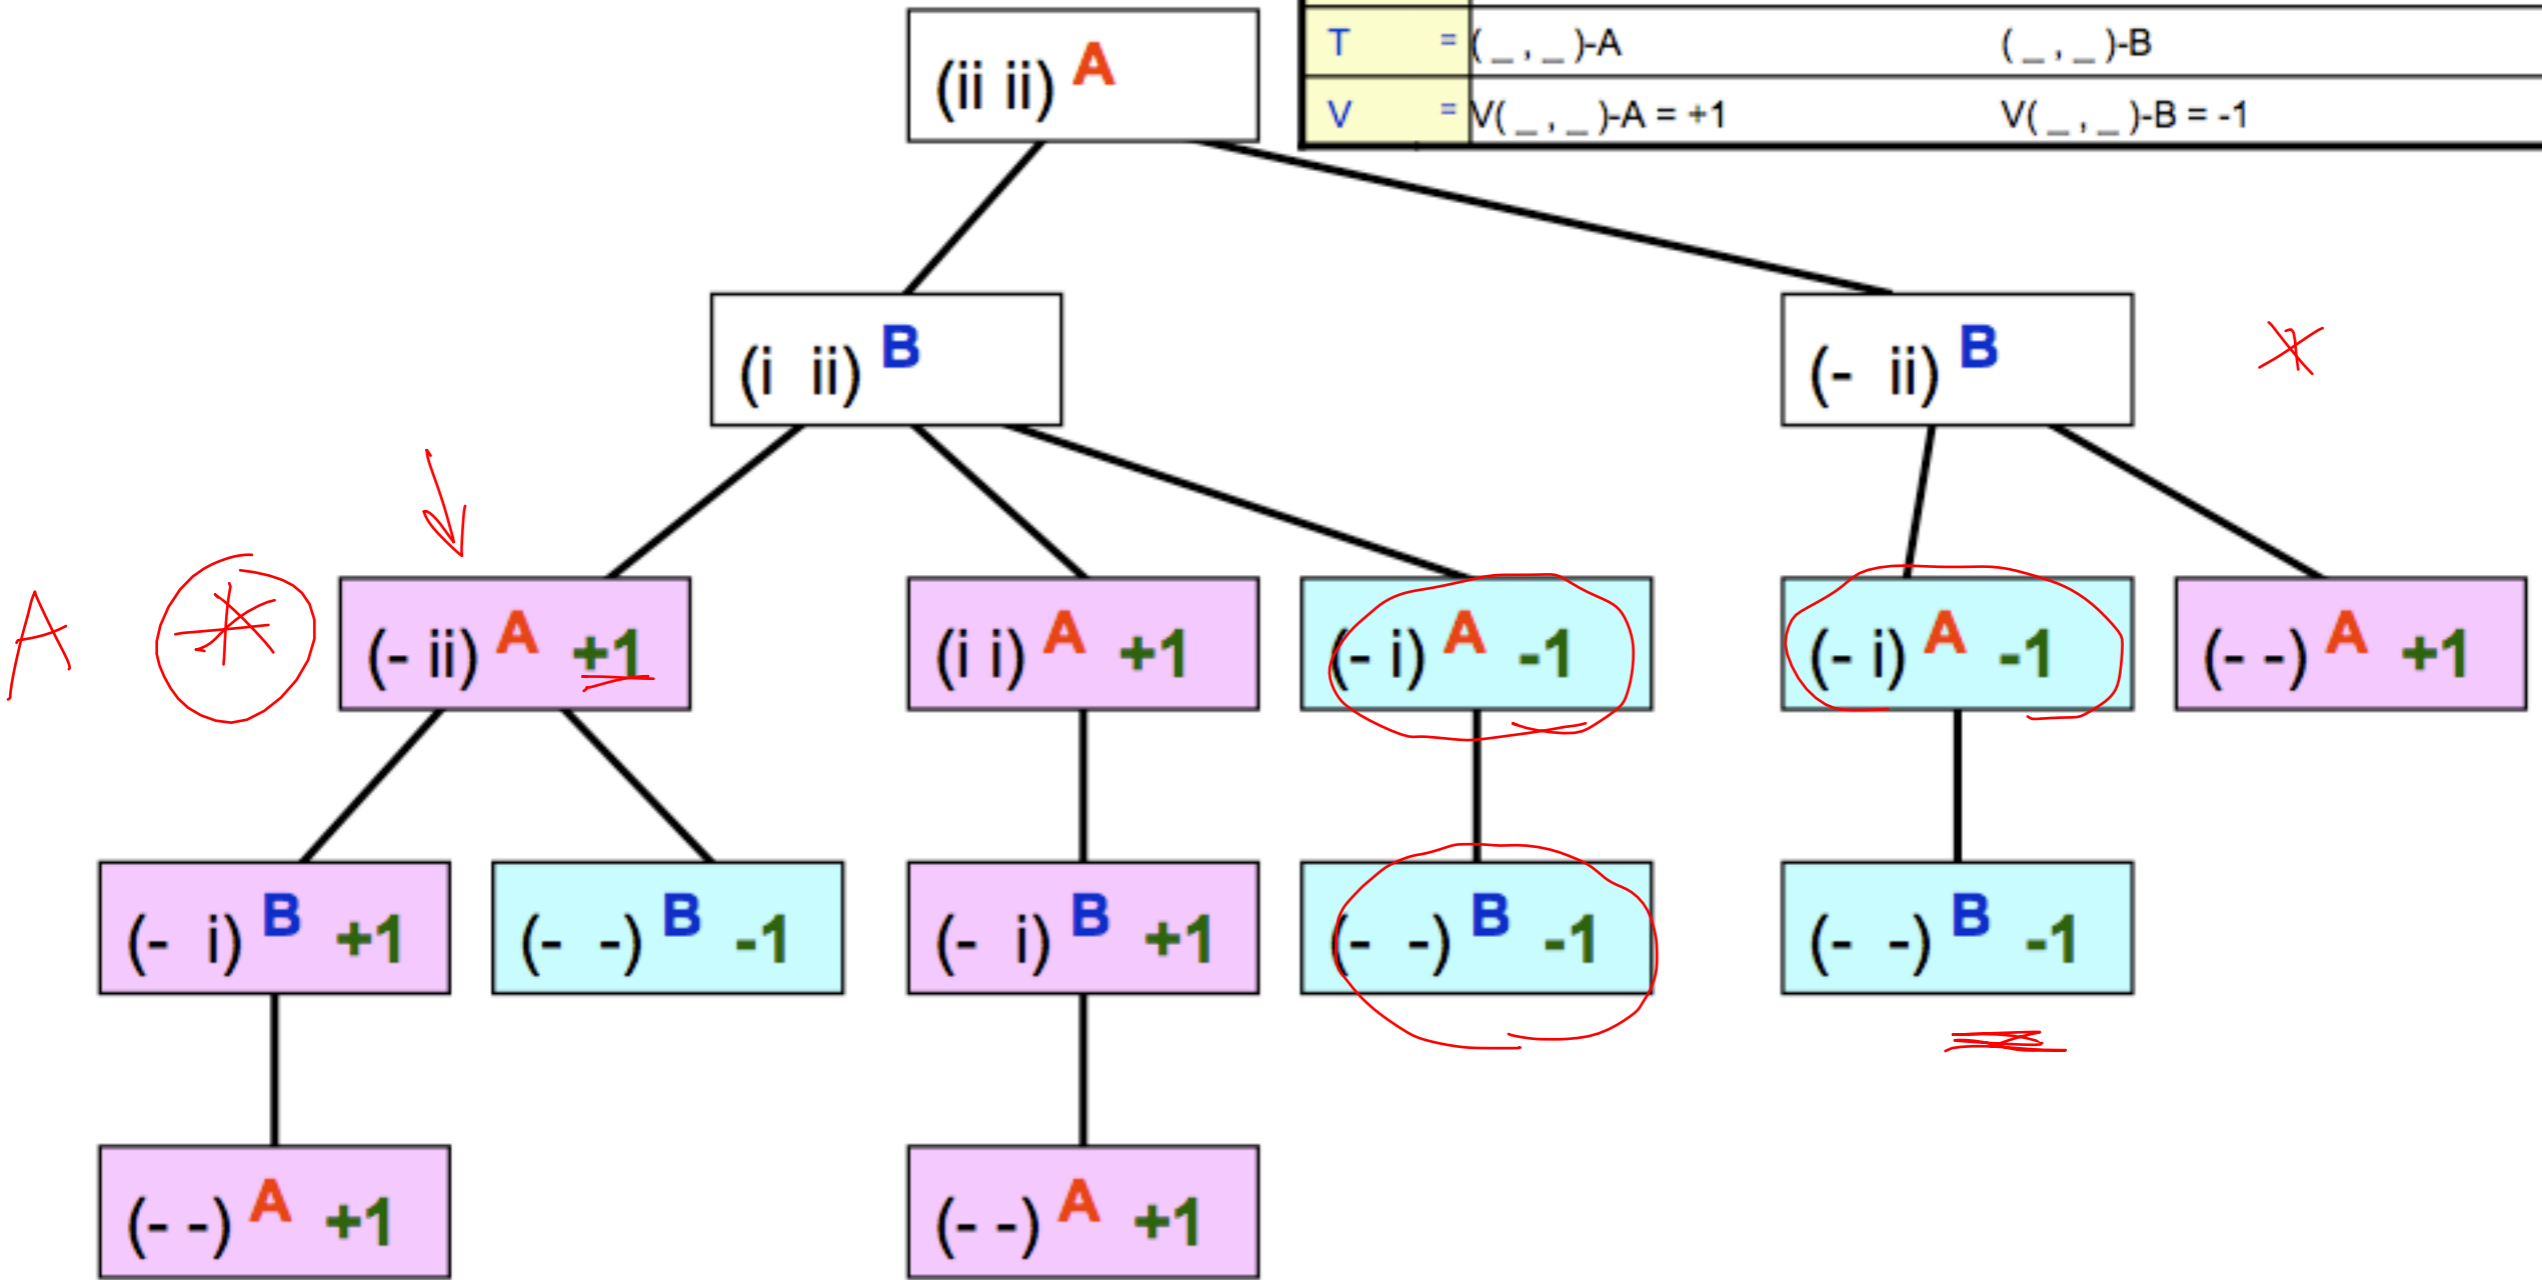 (ii ii) A
T = ( _ , _ )-A ( _ , _ )-B
V = V( _ , _ )-A = +1 V( _ , _ )-B = -1
(i ii) B
(- ii) B
A
(- ii) A +1
(i i) A +1
(- i) A -1
(- i) A -1
(- -) A +1
(- i) B +1
(- -) B -1
(- i) B +1
(- -) B -1
(- -) B -1
(- -) A +1
(- -) A +1